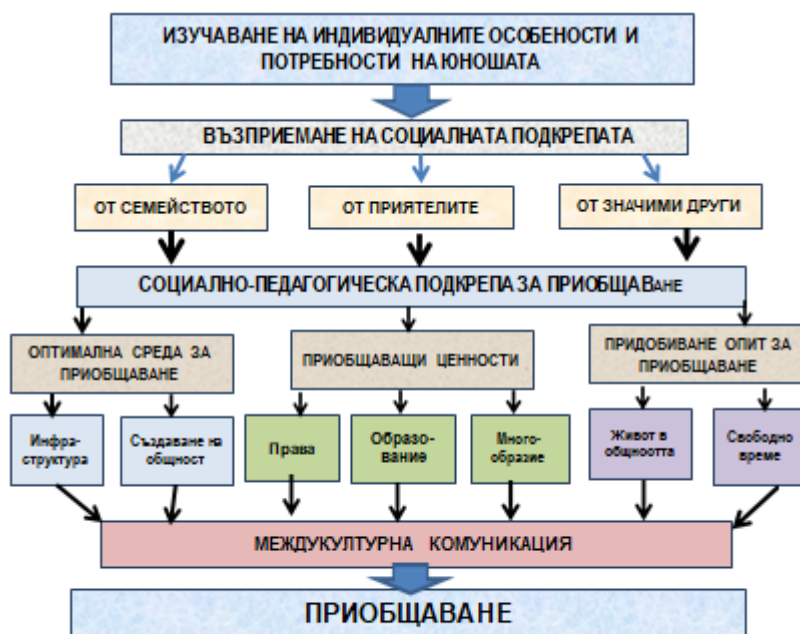 ИЗУЧАВАНЕ НА ИНДИВИДУАЛНИТЕ ОСОБЕНОСТИ И
ПОТРЕБНОСТИ НА ЮНОШАТА
ВЪЗПРИЕМАНЕ НА СОЦИАЛНАТА ПОДКРЕПАТА
ОТ СЕМЕЙСТВОТО
ОТ ПРИЯТЕЛИТЕ
ОТ ЗНАЧИМИ ДРУГИ
СОЦИАЛНО-ПЕДАГОГИЧЕСКА ПОДКРЕПА ЗА ПРИОБЩАВАНЕ
ОПТИМАЛНА СРЕДА ЗА
ПРИОБЩАВАНЕ
ПРИОБЩАВАЩИ ЦЕННОСТИ
ПРИДОБИВАНЕ ОПИТ ЗА
ПРИОБЩАВАНЕ
Инфра-
структура
Създаване на
общност
Права
Образо-
вание
Много-
образие
Живот в
общността
Свободно
време
МЕЖДУКУЛТУРНА КОМУНИКАЦИЯ
ПРИОБЩАВАНЕ